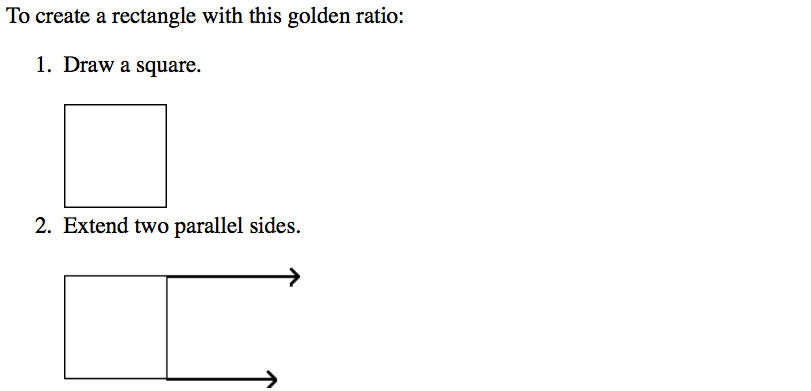 To create a rectangle with this golden ratio:
1. Draw a square.
2. Extend two parallel sides.